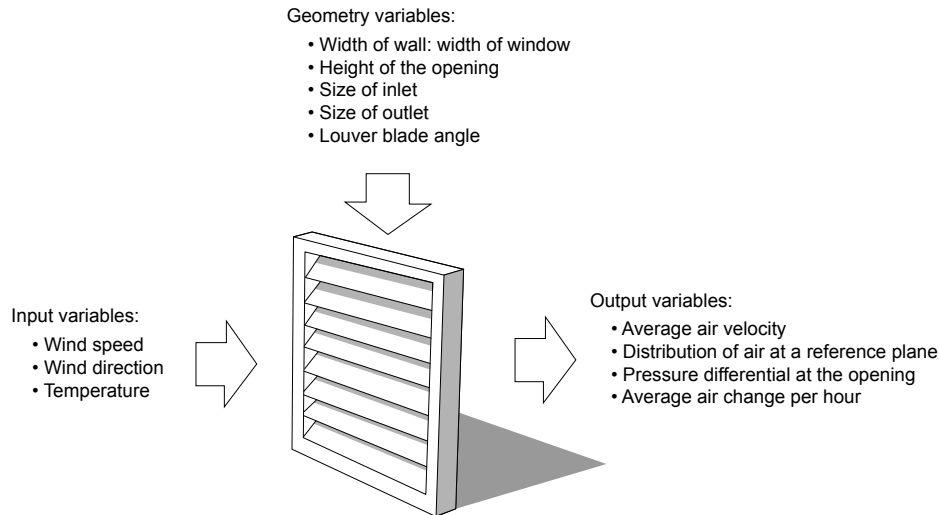 Geometry variables:
• Width of wall: width of window
• Height of the opening
• Size of inlet
• Size of outlet
• Louver blade angle
Input variables:
• Wind speed
• Wind direction
• Temperature
Output variables:
• Average air velocity
• Distribution of air at a reference plane
• Pressure differential at the opening
• Average air change per hour